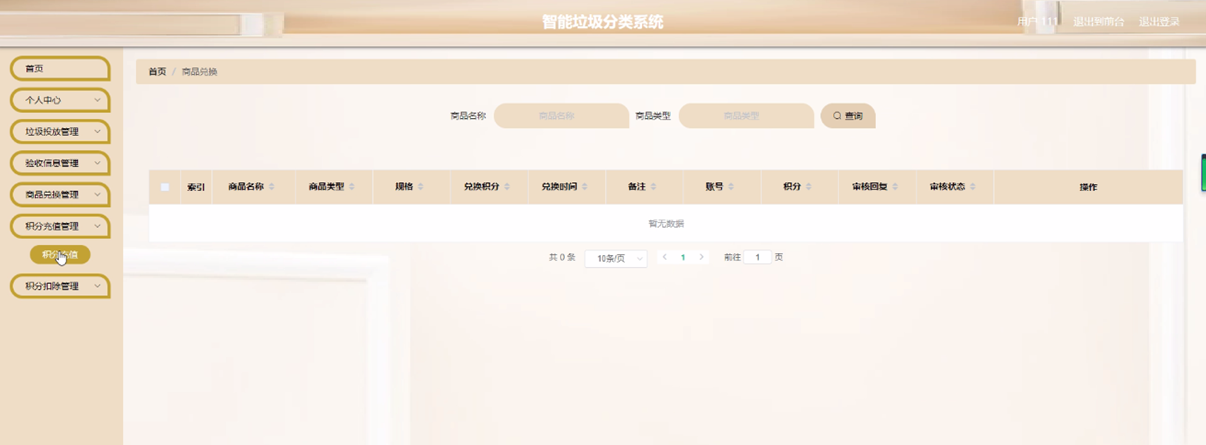 智能垃圾分类系统
用户 111 退出到前台 退出登录
首页
个人中心
垃圾投放管理
验收信息管理
商品兑换管理
积分充值管理
积分充值
积分扣除管理
首页 / 商品兑换
商品名称 商品名称 商品类型 商品类型 查询
索引 商品名称 商品类型 规格 兑换积分 兑换时间 备注 账号 积分 审核回复 审核状态 操作
暂无数据
共 0 条 10条/页 1 前往 1 页